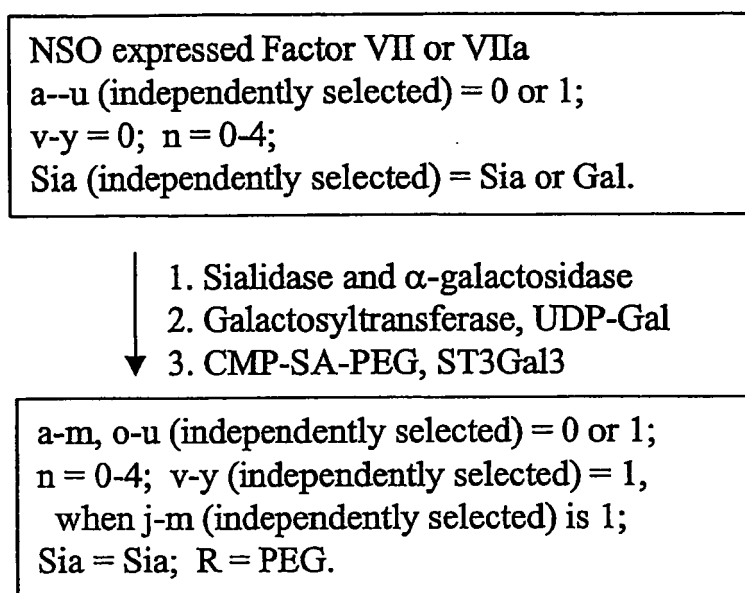 NSO expressed Factor VII or VIIa
a--u (independently selected) = 0 or 1;
v-y = 0; n = 0-4;
Sia (independently selected) = Sia or Gal.
1. Sialidase and α-galactosidase
2. Galactosyltransferase, UDP-Gal
3. CMP-SA-PEG, ST3Gal3
a-m, o-u (independently selected) = 0 or 1;
n = 0-4; v-y (independently selected) = 1,
when j-m (independently selected) is 1;
Sia = Sia; R = PEG.